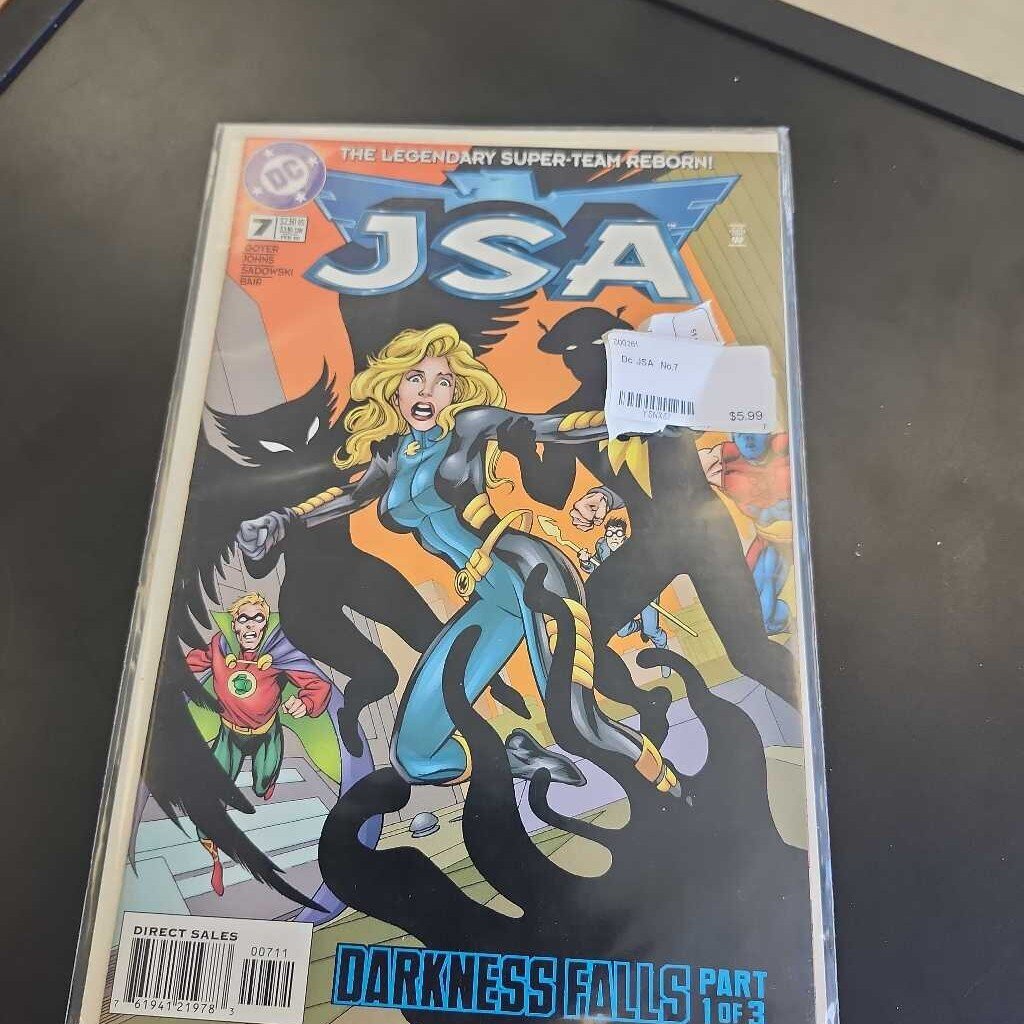 THE LEGENDARY SUPER-TEAM REBORN!
DC
JSA
7
GOYER
JOHNS
SADOWSKI
BAIR
Dc JSA No.7
$5.99
DIRECT SALES
00711
7 61941 21978 3
DARKNESS FALLS PART
1 OF 3